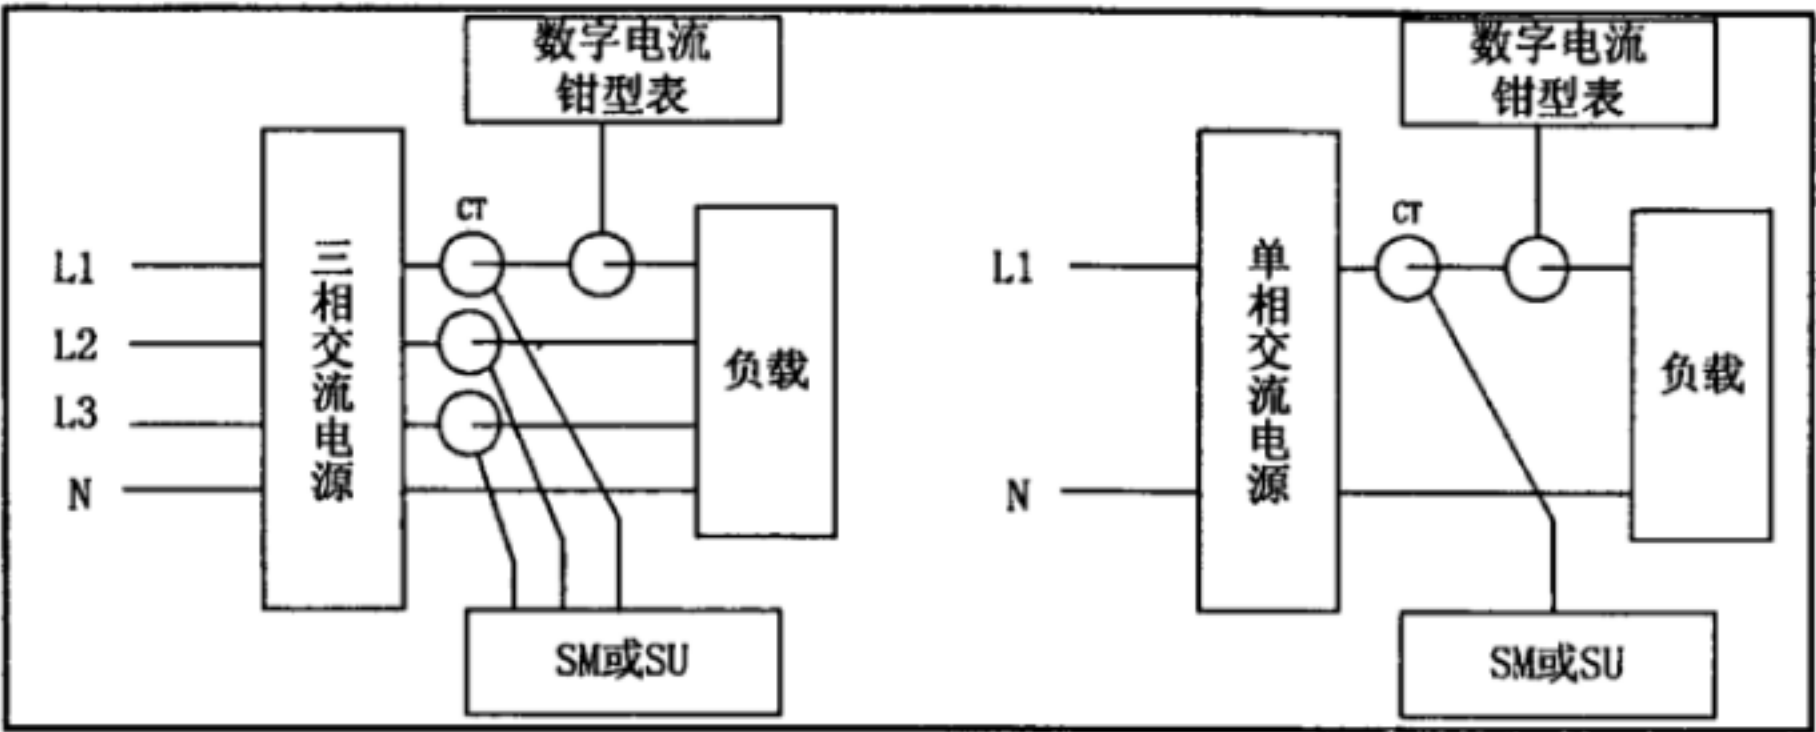 数字电流
钳型表
CT
三相交流电源
L1
L2
L3
N
负载
SM或SU
数字电流
钳型表
CT
单相交流电源
L1
N
负载
SM或SU